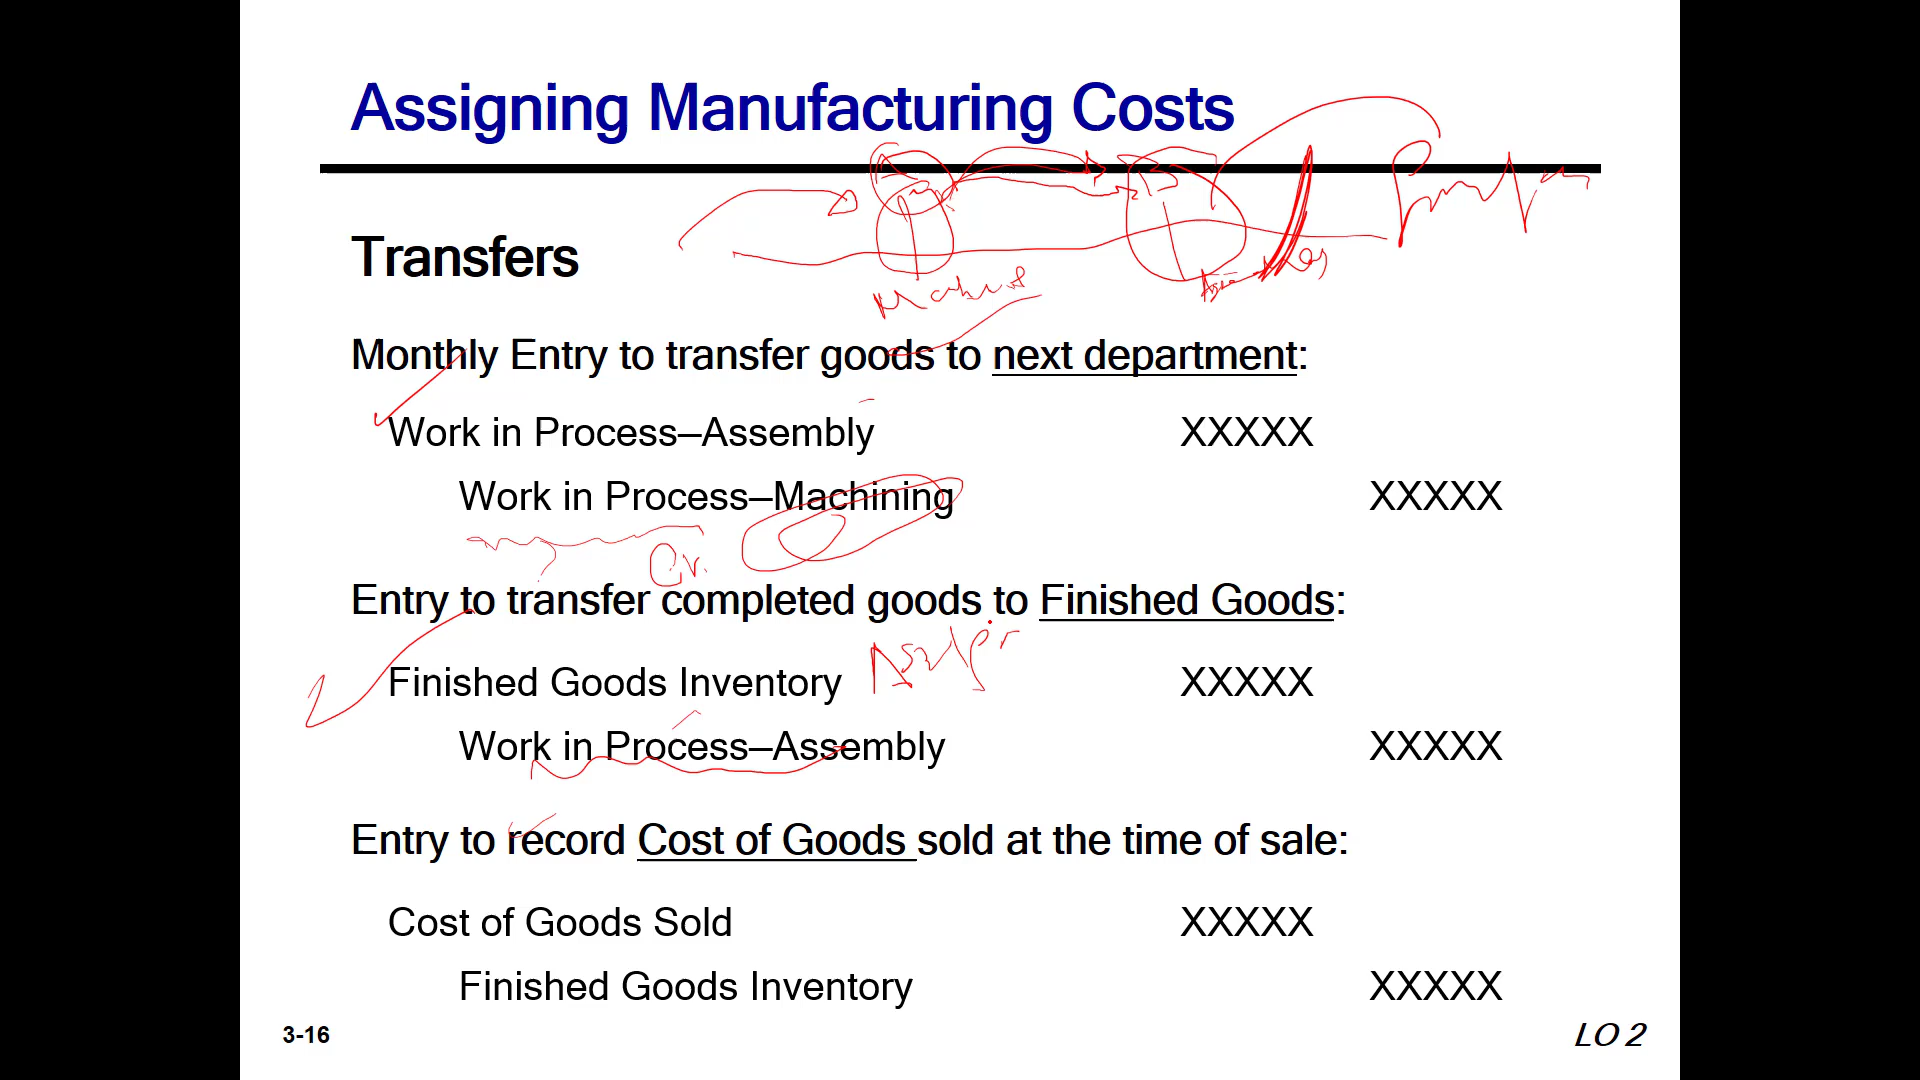 Assigning Manufacturing Costs
Transfers
Monthly Entry to transfer goods to next department:
Work in Process—Assembly XXXXX
Work in Process—Machining XXXXX
Cr.
Entry to transfer completed goods to Finished Goods:
Finished Goods Inventory XXXXX
Work in Process—Assembly XXXXX
Entry to record Cost of Goods sold at the time of sale:
Cost of Goods Sold XXXXX
Finished Goods Inventory XXXXX
3-16 LO 2